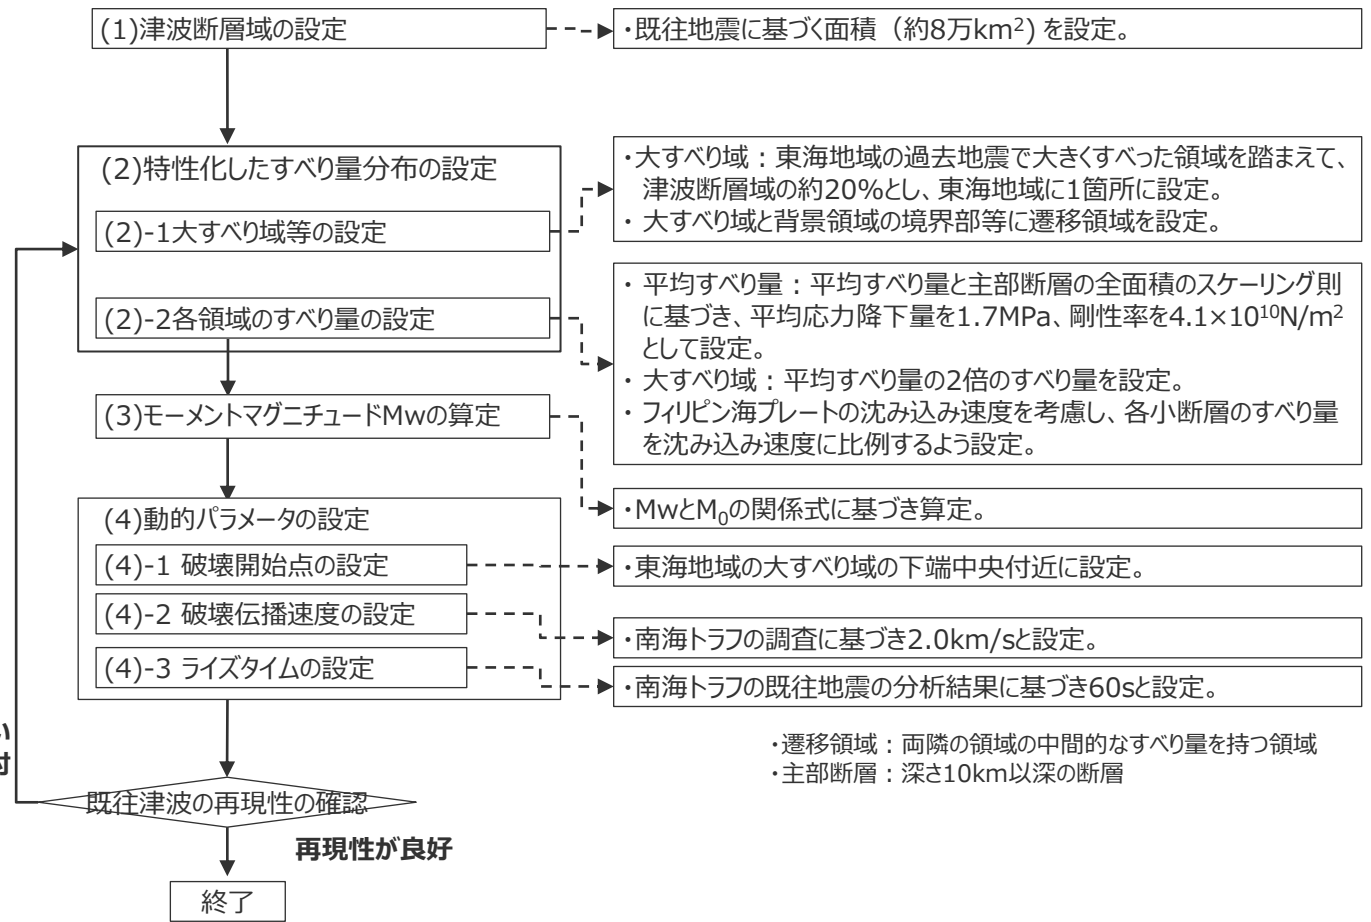 (1)津波断層域の設定
・既往地震に基づく面積（約8万km²) を設定。
(2)特性化したすべり量分布の設定
(2)-1大すべり域等の設定
・大すべり域：東海地域の過去地震で大きくすべった領域を踏まえて、
津波断層域の約20%とし、東海地域に1箇所に設定。
・大すべり域と背景領域の境界部等に遷移領域を設定。
(2)-2各領域のすべり量の設定
・平均すべり量：平均すべり量と主部断層の全面積のスケーリング則
に基づき、平均応力降下量を1.7MPa、剛性率を4.1×10¹⁰N/m²
として設定。
・大すべり域：平均すべり量の2倍のすべり量を設定。
・フィリピン海プレートの沈み込み速度を考慮し、各小断層のすべり量
を沈み込み速度に比例するよう設定。
(3)モーメントマグニチュードMwの算定
・MwとM₀の関係式に基づき算定。
(4)動的パラメータの設定
(4)-1 破壊開始点の設定
・東海地域の大すべり域の下端中央付近に設定。
(4)-2 破壊伝播速度の設定
・南海トラフの調査に基づき2.0km/sと設定。
(4)-3 ライズタイムの設定
・南海トラフの既往地震の分析結果に基づき60sと設定。
・遷移領域：両隣の領域の中間的なすべり量を持つ領域
・主部断層：深さ10km以深の断層
い
既往津波の再現性の確認
再現性が良好
終了